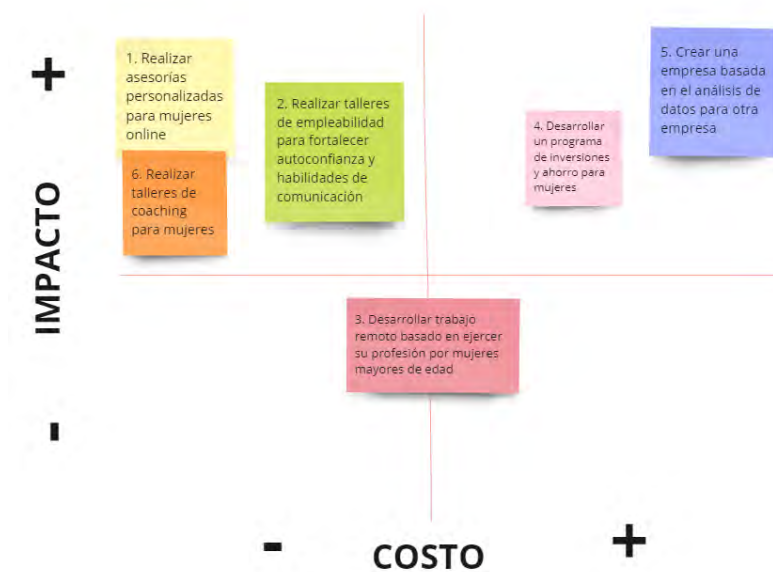 +
1. Realizar
asesorías
personalizadas
para mujeres
online
2. Realizar talleres
de empleabilidad
para fortalecer
autoconfianza y
habilidades de
comunicación
5. Crear una
empresa basada
en el análisis de
datos para otra
empresa
4. Desarrollar
un programa
de inversiones
y ahorro para
mujeres
6. Realizar
talleres de
coaching
para mujeres
IMPACTO
3. Desarrollar trabajo
remoto basado en ejercer
su profesión por mujeres
mayores de edad
-
-
COSTO
+